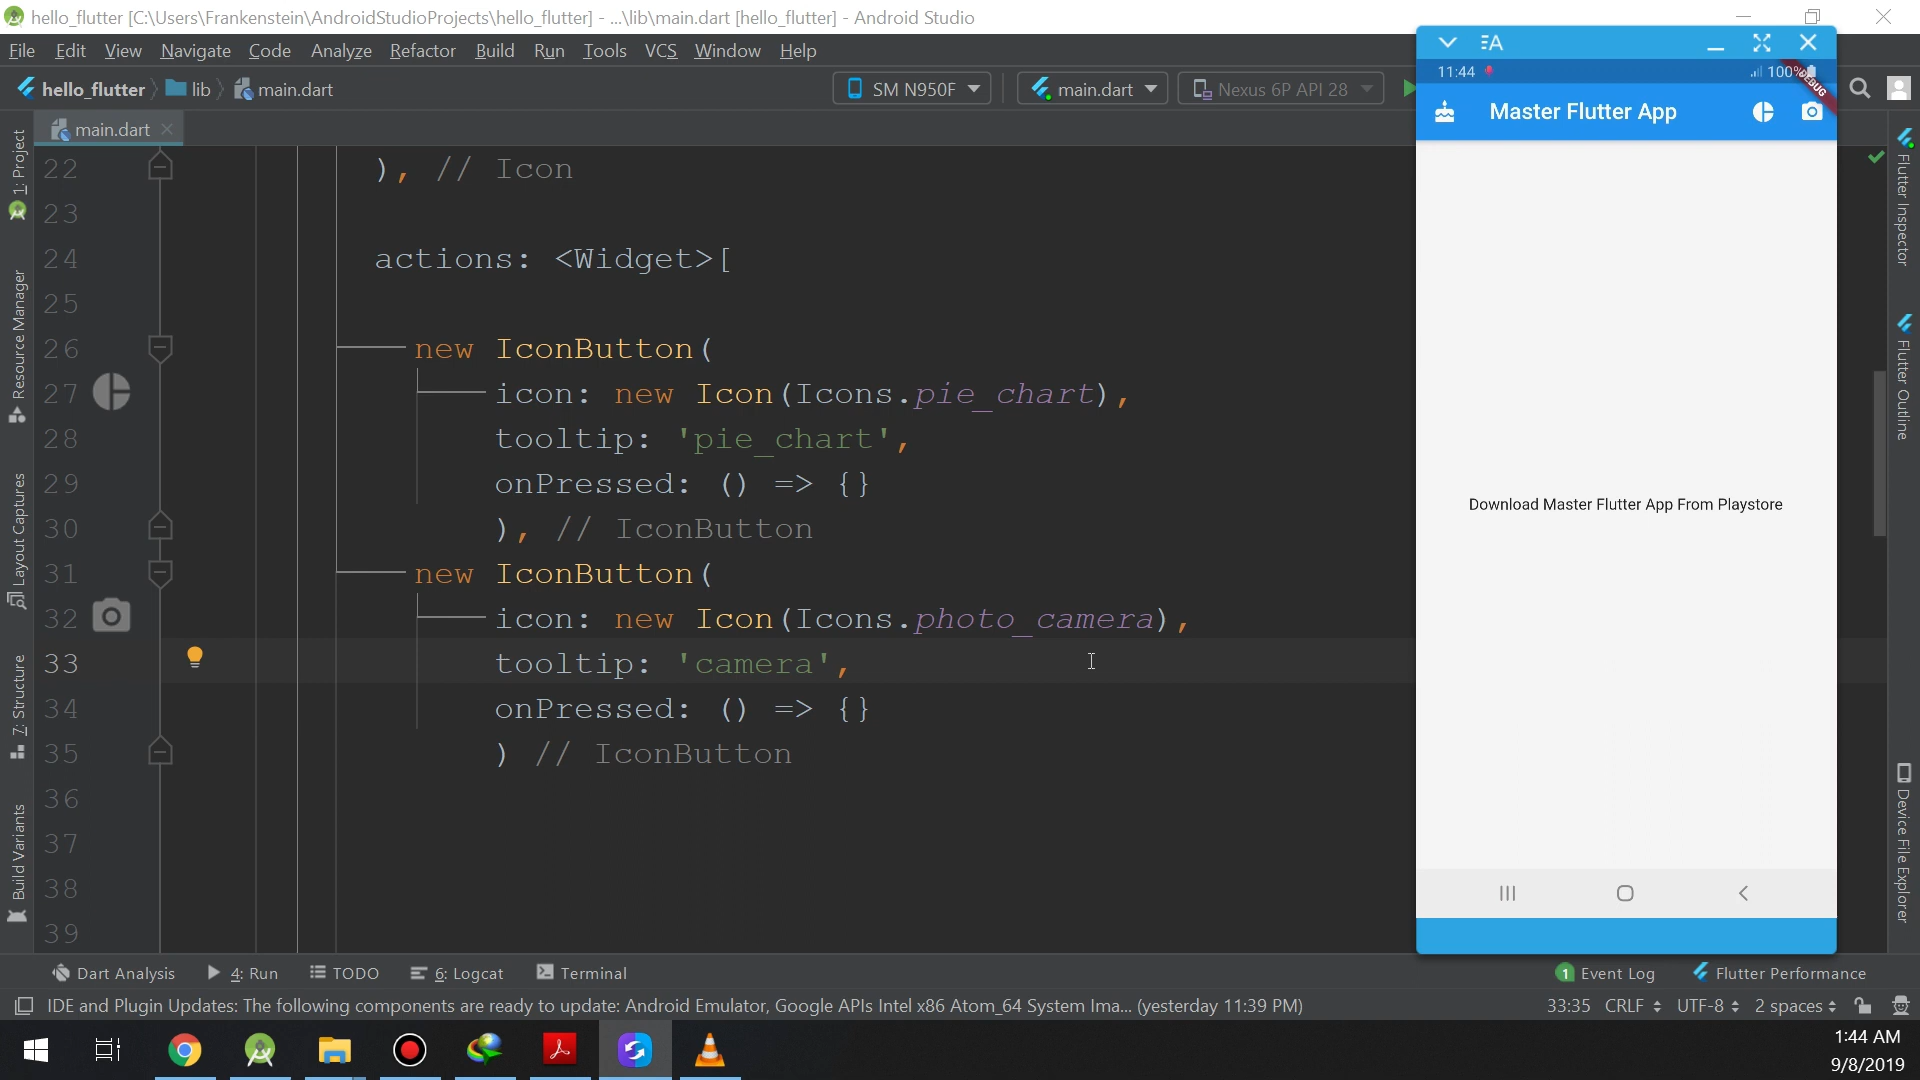 hello_flutter [C:\Users\Frankenstein\AndroidStudioProjects\hello_flutter] - ...\lib\main.dart [hello_flutter] - Android Studio
File Edit View Navigate Code Analyze Refactor Build Run Tools VCS Window Help
hello_flutter lib main.dart SM N950F main.dart Nexus 6P API 28
main.dart
22 ), // Icon
23
24 actions: <Widget>[
25
26 new IconButton(
27 icon: new Icon(Icons.pie_chart),
28 tooltip: 'pie_chart',
29 onPressed: () => {}
30 ), // IconButton
31 new IconButton(
32 icon: new Icon(Icons.photo_camera),
33 tooltip: 'camera',
34 onPressed: () => {}
35 ) // IconButton
36
37
38
39
1: Project
Resource Manager
Layout Captures
7: Structure
Build Variants
A
11:44 100%
DEBUG
Master Flutter App
Download Master Flutter App From Playstore
Flutter Inspector
Flutter Outline
Device File Explorer
Dart Analysis 4: Run TODO 6: Logcat Terminal 1 Event Log Flutter Performance
IDE and Plugin Updates: The following components are ready to update: Android Emulator, Google APIs Intel x86 Atom_64 System Ima... (yesterday 11:39 PM) 33:35 CRLF UTF-8 2 spaces
1:44 AM
9/8/2019